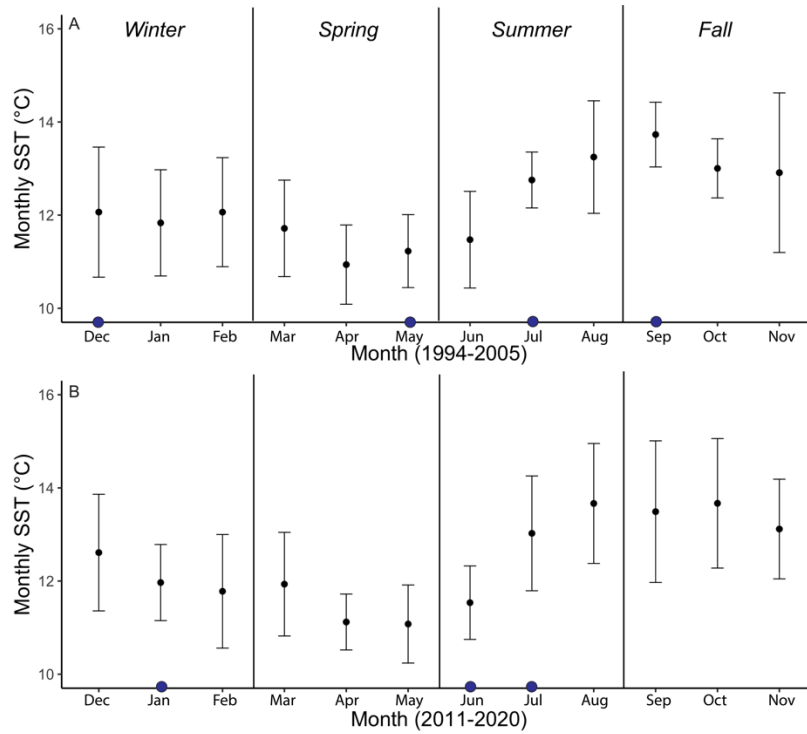 A
Winter
Spring
Summer
Fall
Monthly SST (°C)
16
14
12
10
Dec Jan Feb Mar Apr May Jun Jul Aug Sep Oct Nov
Month (1994-2005)
B
Monthly SST (°C)
16
14
12
10
Dec Jan Feb Mar Apr May Jun Jul Aug Sep Oct Nov
Month (2011-2020)